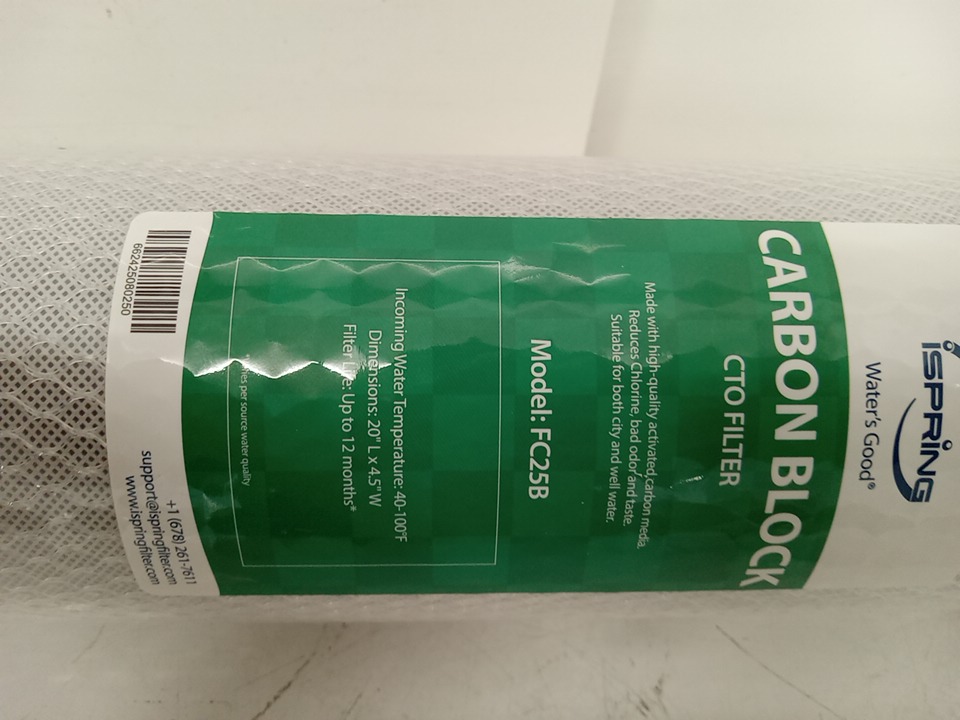 iSPRING
Water's Good®
CARBON BLOCK
CTO FILTER
Made with high-quality activated carbon media.
Reduces Chlorine, bad odor and taste.
Suitable for both city and well water.
Model: FC25B
Incoming Water Temperature: 40-100°F
Dimensions: 20" L x 4.5" W
Filter Life: Up to 12 months*
per source water quality
662425080250
+1 (678) 261-7611
support@ispringfilter.com
www.ispringfilter.com